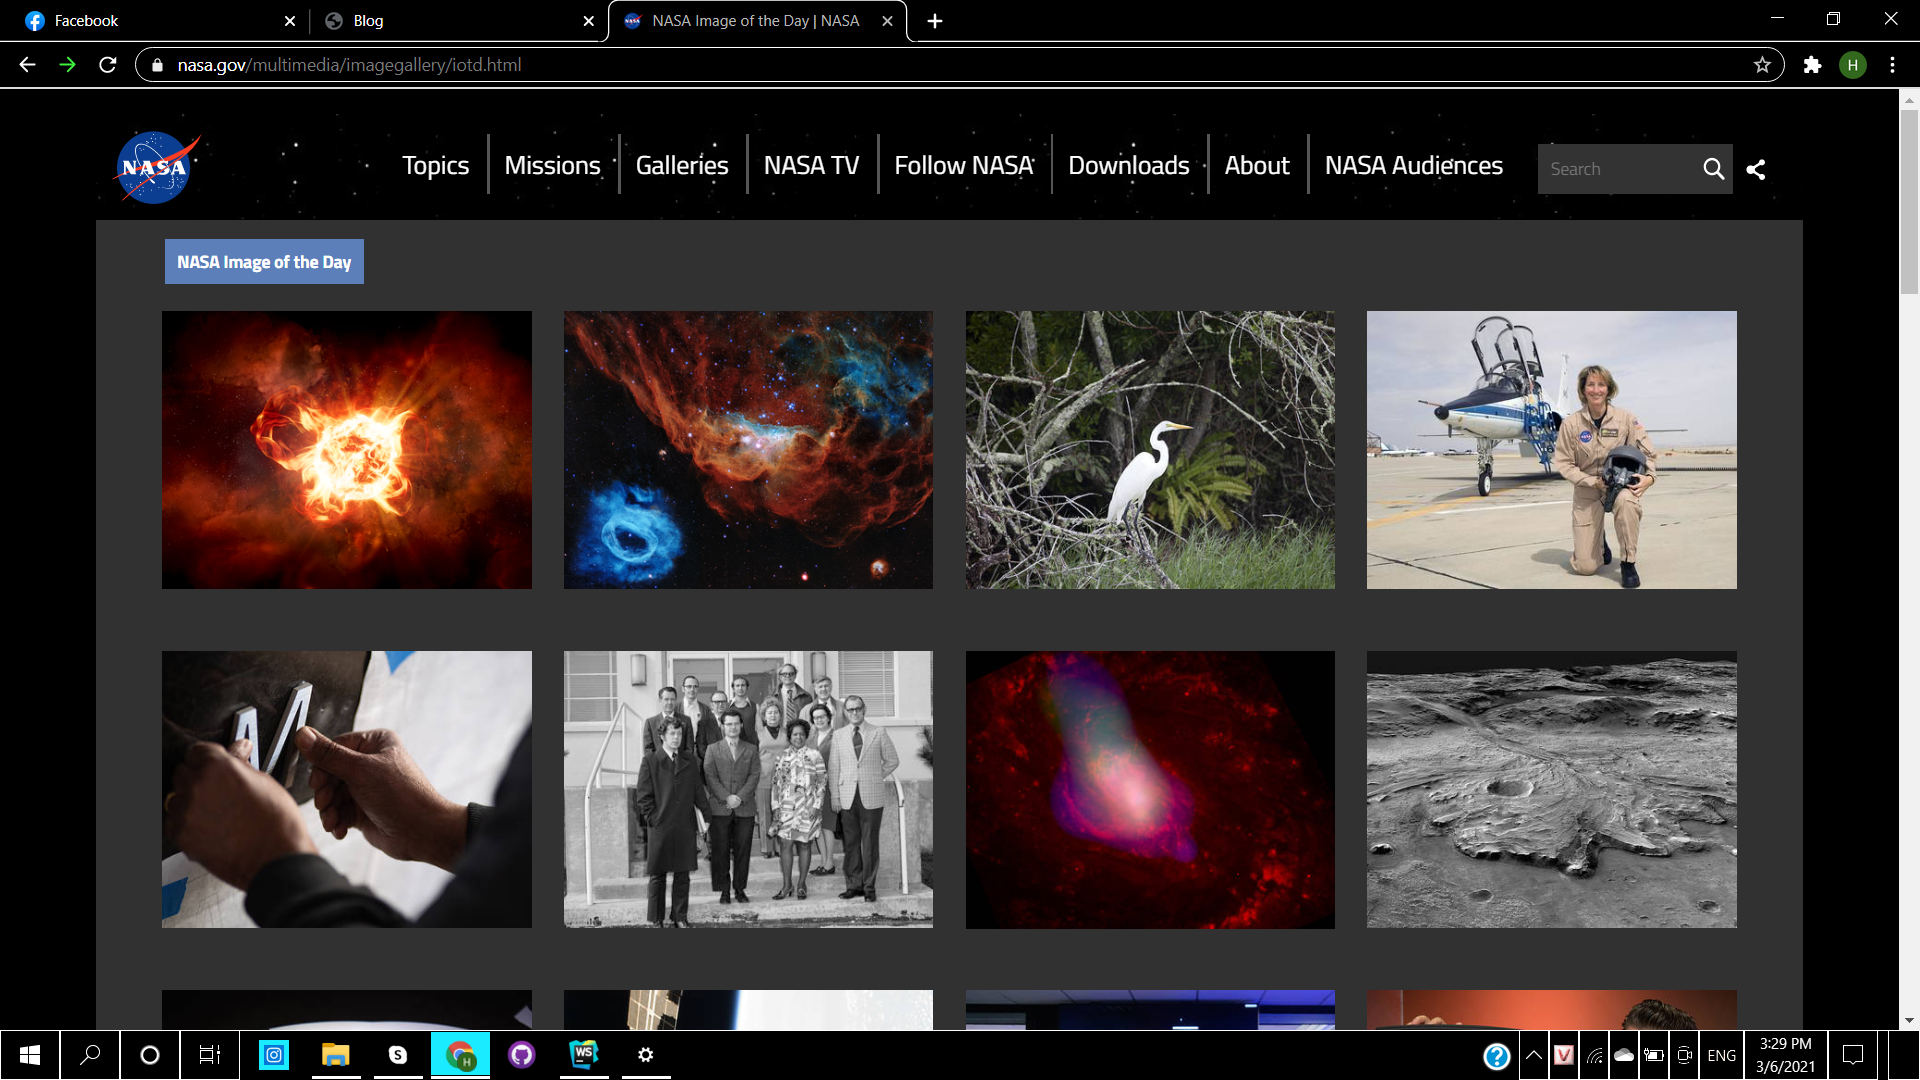 Facebook
Blog
NASA Image of the Day | NASA
nasa.gov/multimedia/imagegallery/iotd.html
H
NASA
Topics
Missions
Galleries
NASA TV
Follow NASA
Downloads
About
NASA Audiences
Search
NASA Image of the Day
S
H
WS
?
V
ENG
3:29 PM
3/6/2021